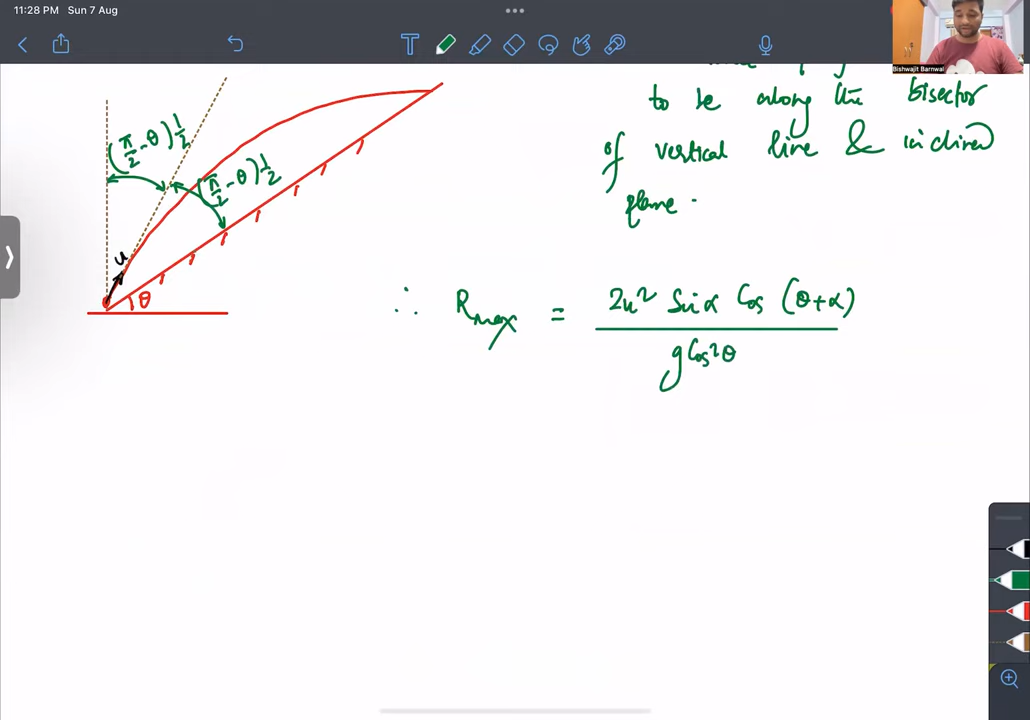 11:28 PM Sun 7 Aug
Bishwajit Barnwal
to be along the bisector
of vertical line & inclined
plane .
(π/2 - θ) 1/2
(π/2 - θ) 1/2
u
θ
∴ Rmax = 2u² Sinα Cos (θ+α) / g Cos²θ